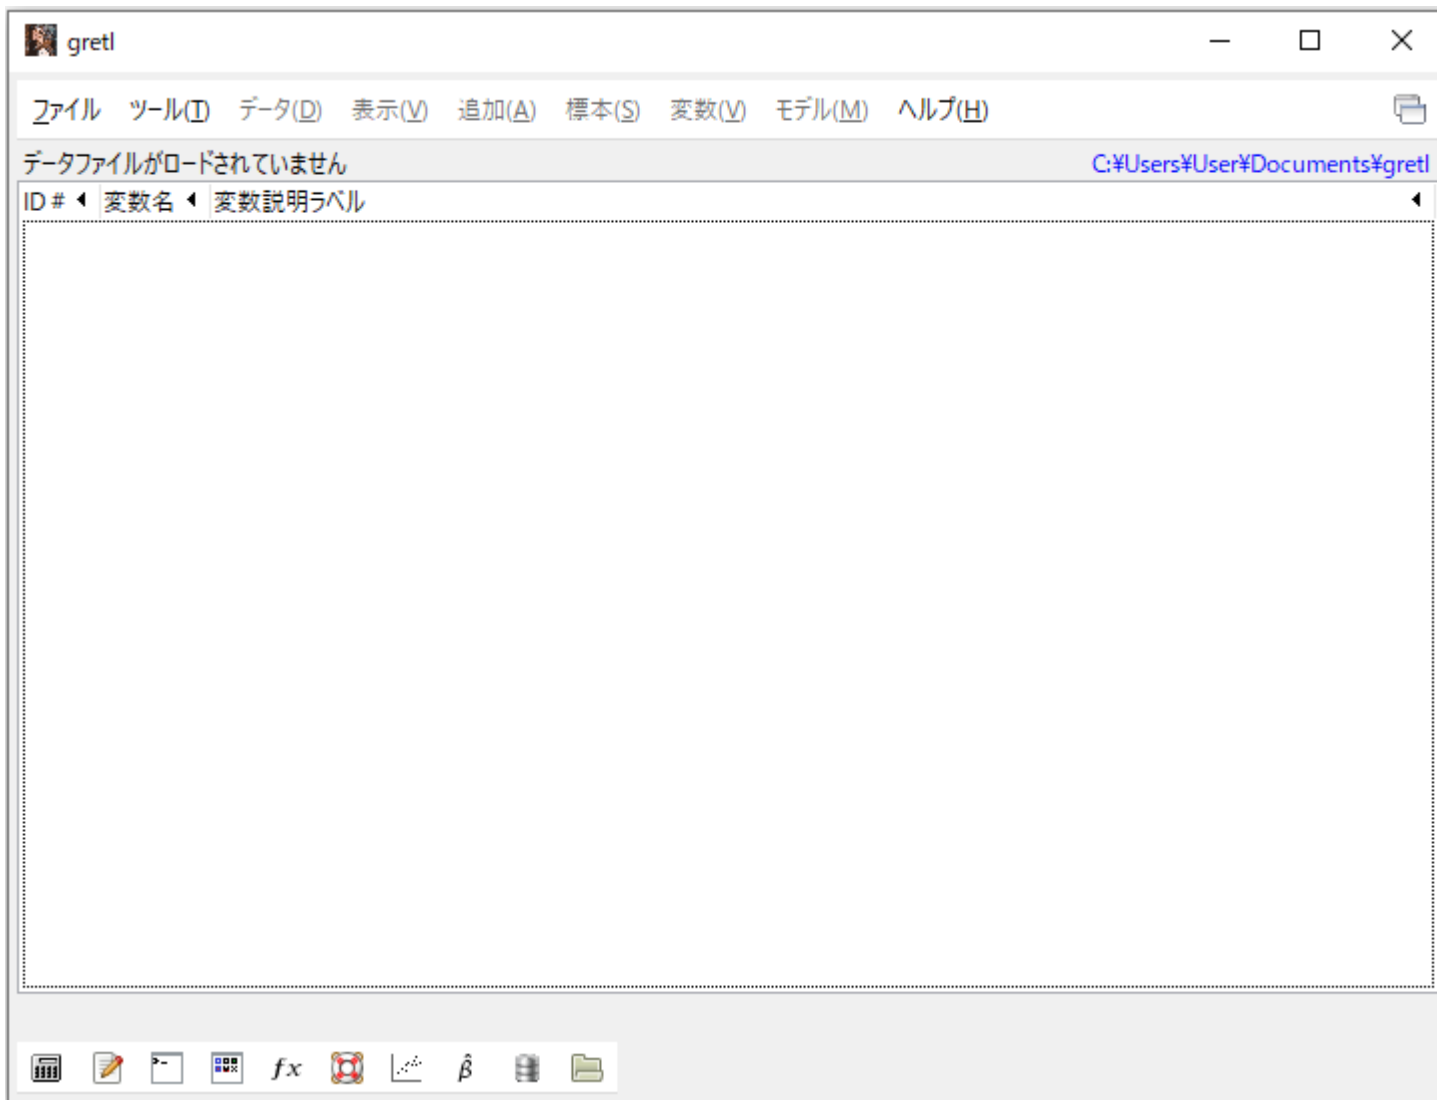 gretl
ファイル ツール(T) データ(D) 表示(V) 追加(A) 標本(S) 変数(V) モデル(M) ヘルプ(H)
データファイルがロードされていません C:¥Users¥User¥Documents¥gretl
ID # 変数名 変数説明ラベル
fx β̂